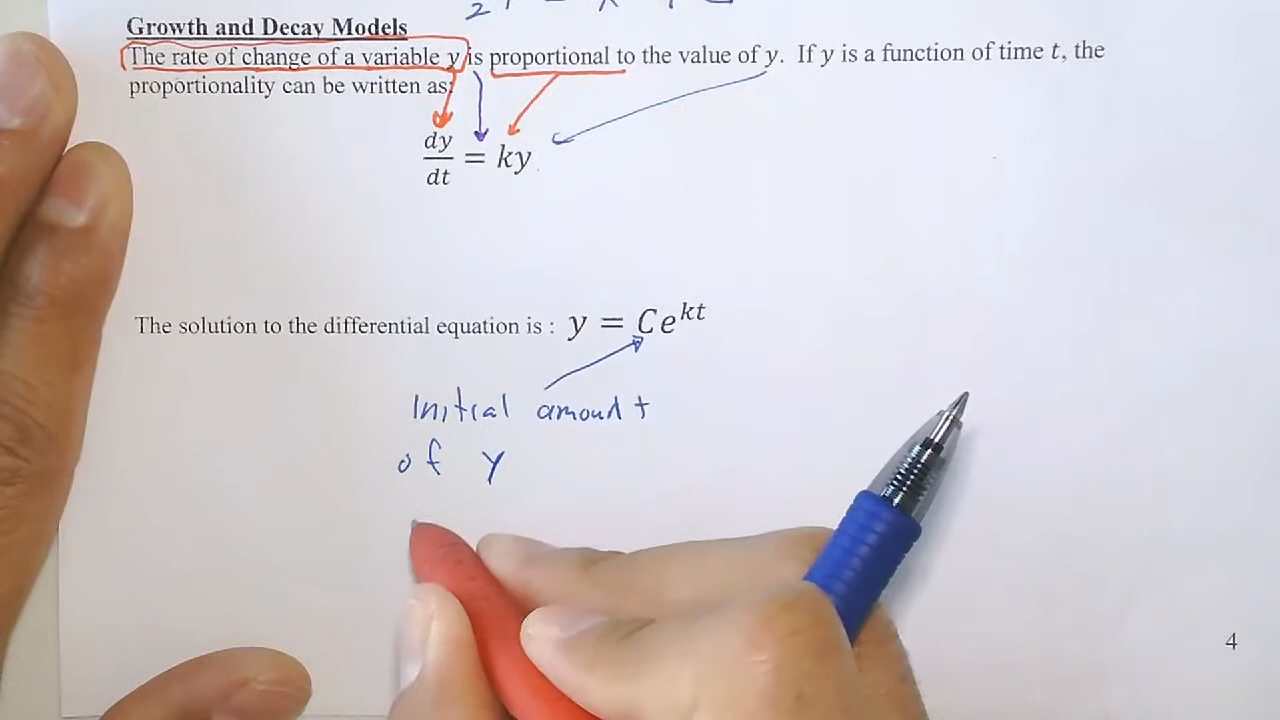 Growth and Decay Models
The rate of change of a variable y is proportional to the value of y. If y is a function of time t, the
proportionality can be written as:
dy/dt = ky
The solution to the differential equation is : y = Ce^{kt}
Initial amount
of y
4